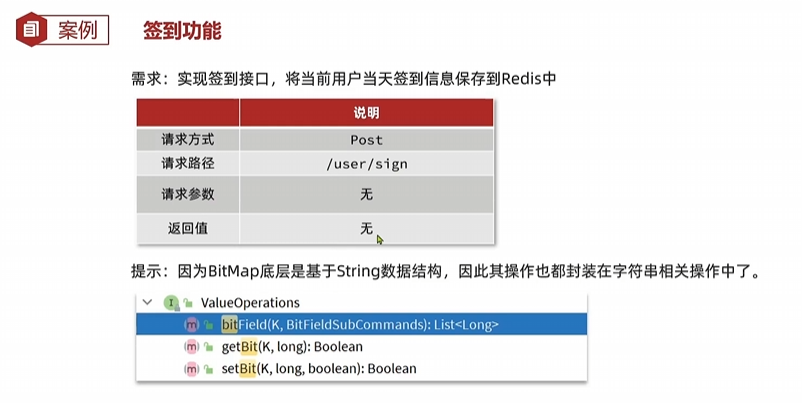 案例
签到功能
需求：实现签到接口，将当前用户当天签到信息保存到Redis中
说明
请求方式 Post
请求路径 /user/sign
请求参数 无
返回值 无
提示：因为BitMap底层是基于String数据结构，因此其操作也都封装在字符串相关操作中了。
I ValueOperations
m bitField(K, BitFieldSubCommands): List<Long>
m getBit(K, long): Boolean
m setBit(K, long, boolean): Boolean